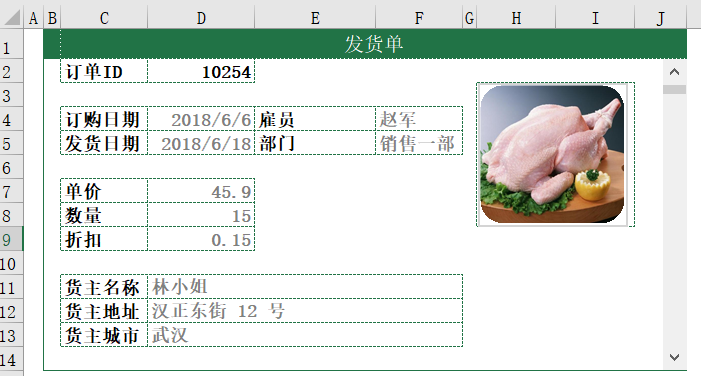 A B C D E F G H I J
1 发货单
2 订单ID 10254
3
4 订购日期 2018/6/6 雇员 赵军
5 发货日期 2018/6/18 部门 销售一部
6
7 单价 45.9
8 数量 15
9 折扣 0.15
10
11 货主名称 林小姐
12 货主地址 汉正东街 12 号
13 货主城市 武汉
14